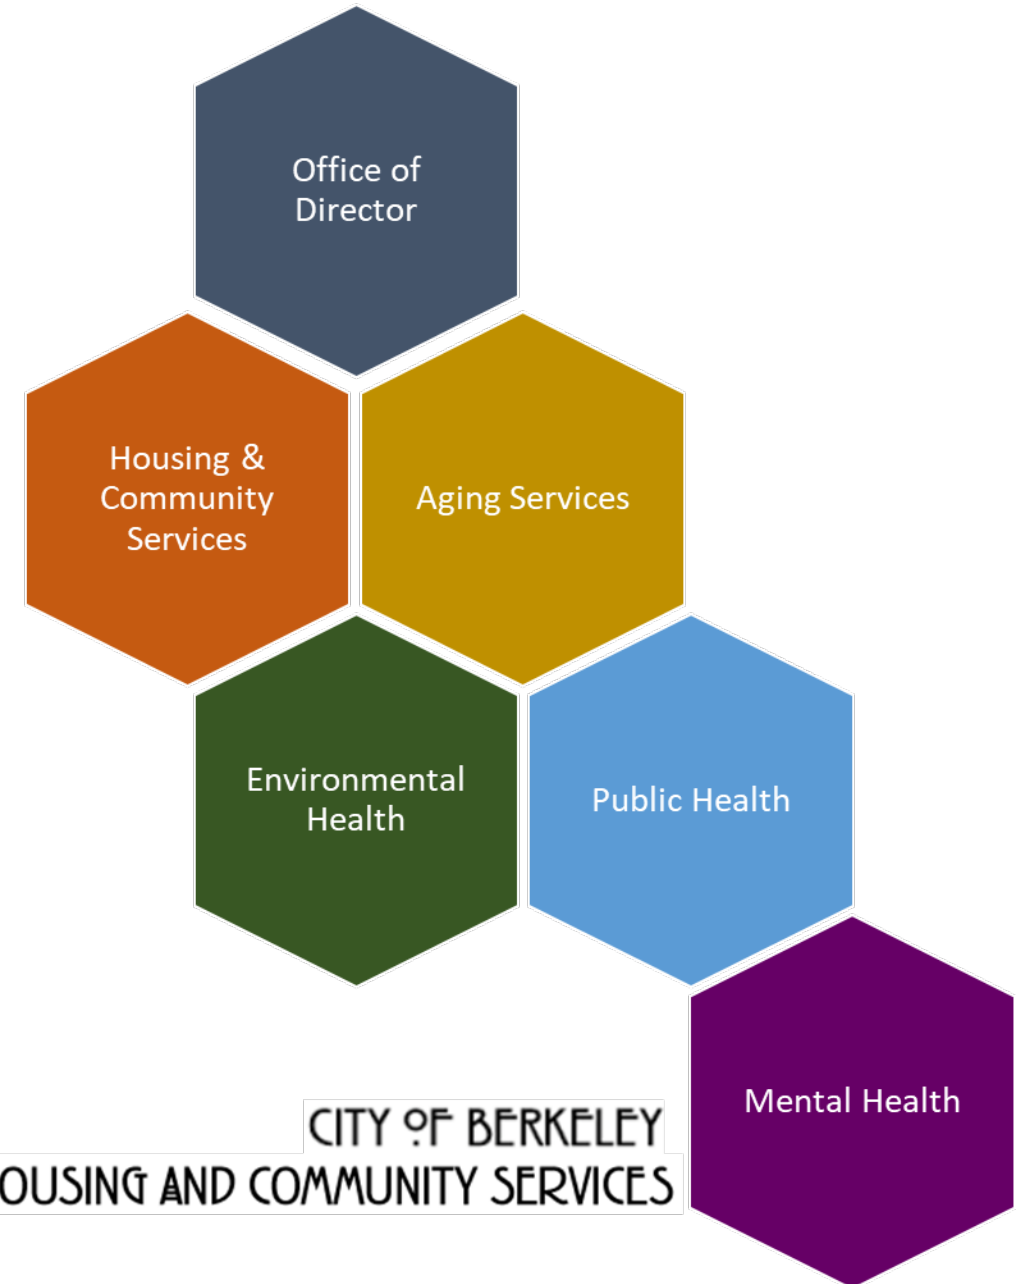 Office of
Director
Housing &
Community
Services
Aging Services
Environmental
Health
Public Health
Mental Health
CITY OF BERKELEY
OUSING AND COMMUNITY SERVICES